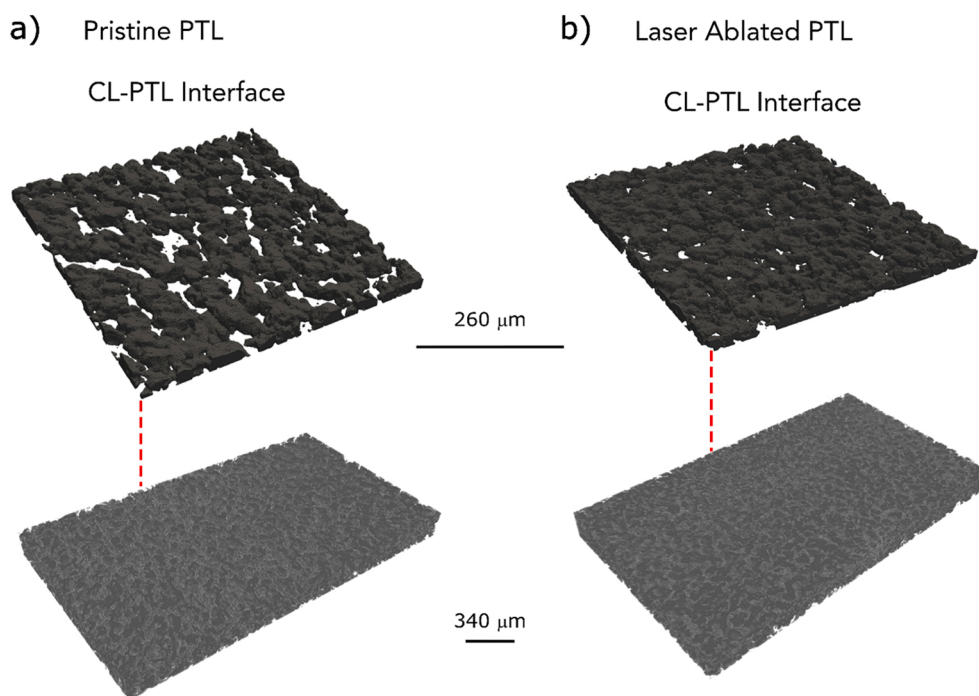 a) Pristine PTL
CL-PTL Interface
b) Laser Ablated PTL
CL-PTL Interface
260 μm
340 μm